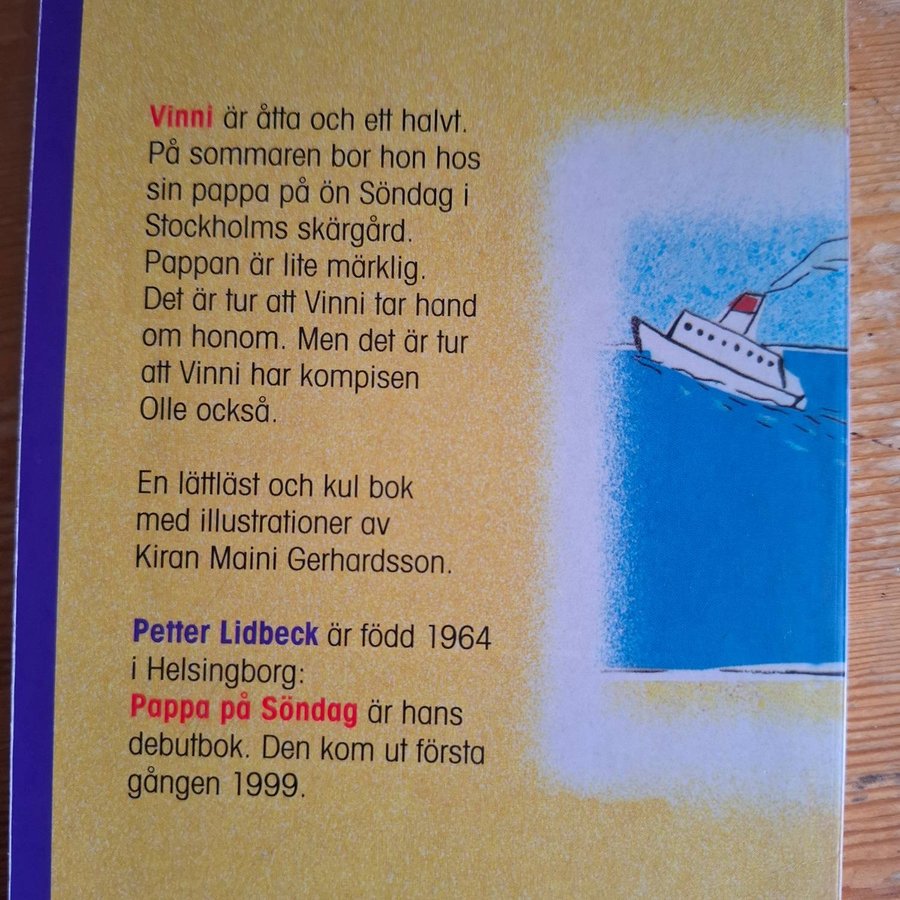 Vinni är åtta och ett halvt.
På sommaren bor hon hos
sin pappa på ön Söndag i
Stockholms skärgård.
Pappan är lite märklig.
Det är tur att Vinni tar hand
om honom. Men det är tur
att Vinni har kompisen
Olle också.
En lättläst och kul bok
med illustrationer av
Kiran Maini Gerhardsson.
Petter Lidbeck är född 1964
i Helsingborg:
Pappa på Söndag är hans
debutbok. Den kom ut första
gången 1999.